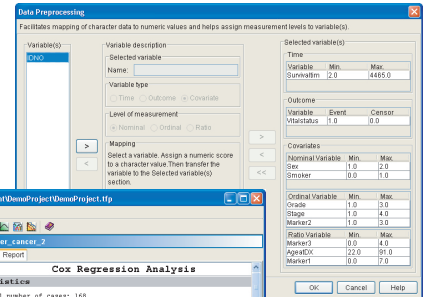 Data Preprocessing
Facilitates mapping of character data to numeric values and helps assign measurement levels to variable(s).
Variable(s)
IDNO
Variable description
Selected variable
Name:
Variable type
Time Outcome Covariate
Level of measurement
Nominal Ordinal Ratio
Mapping
Select a variable. Assign a numeric score
to a character value.Then transfer the
variable to the Selected variable(s)
section.
>
<
>
<
<<
Selected variable(s)
Time
Variable Min. Max.
Survivaltim 2.0 4465.0
Outcome
Variable Event Censor
Vitalstatus 1.0 0.0
Covariates
Nominal Variable Min. Max.
Sex 1.0 2.0
Smoker 0.0 1.0
Ordinal Variable Min. Max.
Grade 1.0 3.0
Stage 1.0 4.0
Marker2 1.0 3.0
Ratio Variable Min. Max.
Marker3 0.0 4.0
AgeatDX 22.0 91.0
Marker1 0.0 7.0
OK Cancel Help
nt\DemoProject\DemoProject.tfp
er_cancer_2
Report
Cox Regression Analysis
istics
l number of cases: 168